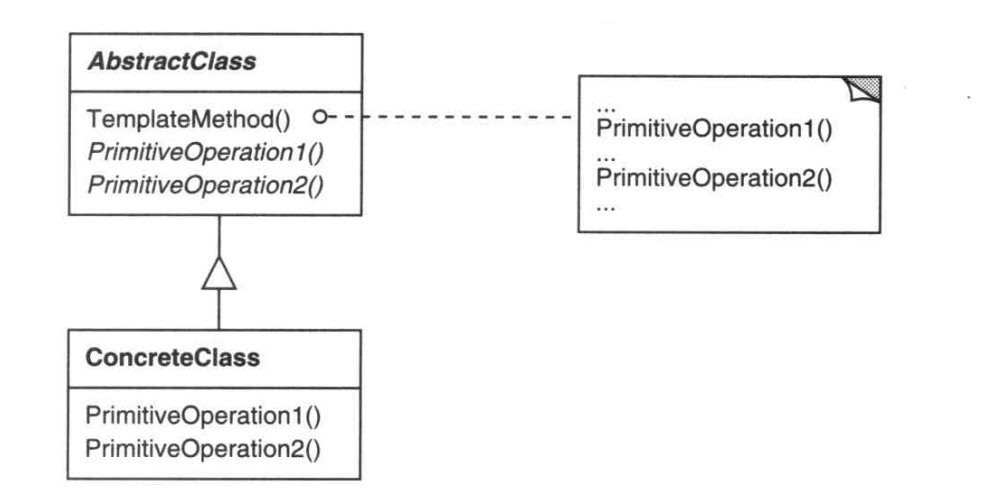 AbstractClass
TemplateMethod()
PrimitiveOperation1()
PrimitiveOperation2()
...
PrimitiveOperation1()
...
PrimitiveOperation2()
...
ConcreteClass
PrimitiveOperation1()
PrimitiveOperation2()